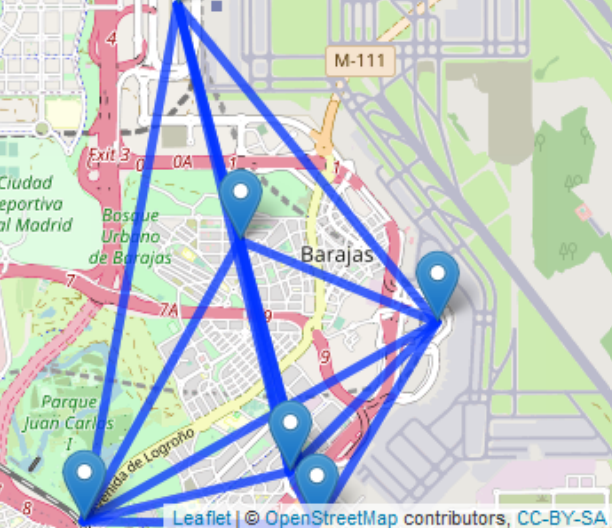 4
M-111
Exit 3
0
0A
1
1
Ciudad
eportiva
al Madrid
Bosque
Urbano
de Barajas
Barajas
7
7A
9
9
Parque
Juan Carlos
I
enida de Logroño
8
Leaflet | © OpenStreetMap contributors, CC-BY-SA